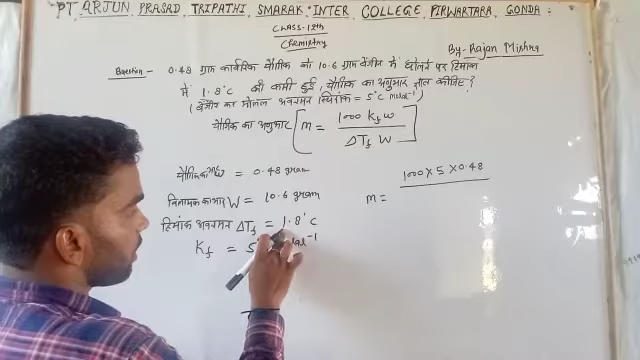 PT ARJUN PRASAD TRIPATHI SMARAK INTER COLLEGE PIRWARTARA GONDA :
CLASS-12th
Chemistry
By- Rajan Mishra
Question - 0.48 ग्राम कार्बनिक यौगिक को 10.6 ग्राम बेंजीन में घोलने पर हिमांक
में 1.8°C की कमी हुई, यौगिक का अणुभार ज्ञात कीजिए?
( बेंजीन का मोलल अवनमन स्थिरांक = 5°C molal⁻¹)
यौगिक का अणुभार [ m = 1000 Kf w / ΔTf W ]
w = 0.48 gram
विलायक का भार W = 10.6 gram
हिमांक अवनमन ΔTf = 1.8°C
Kf = 5
m = 1000 × 5 × 0.48